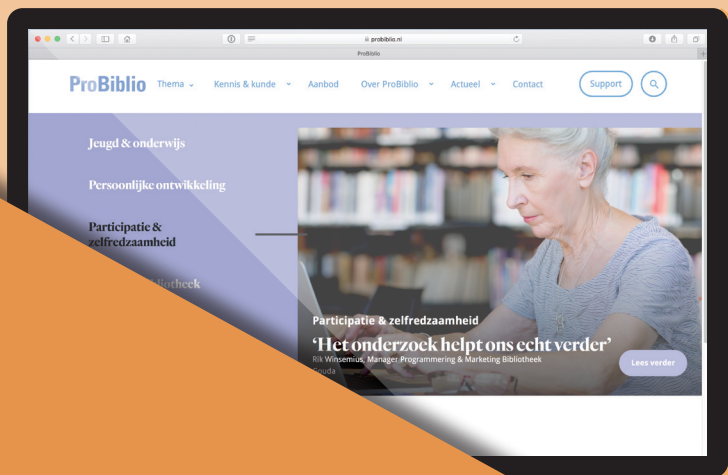 probiblio.nl
ProBiblio
ProBiblio Thema Kennis & kunde Aanbod Over ProBiblio Actueel Contact Support
Jeugd & onderwijs
Persoonlijke ontwikkeling
Participatie &
zelfredzaamheid
Participatie & zelfredzaamheid
‘Het onderzoek helpt ons echt verder’
Rik Winsemius, Manager Programmering & Marketing Bibliotheek
Gouda
Lees verder